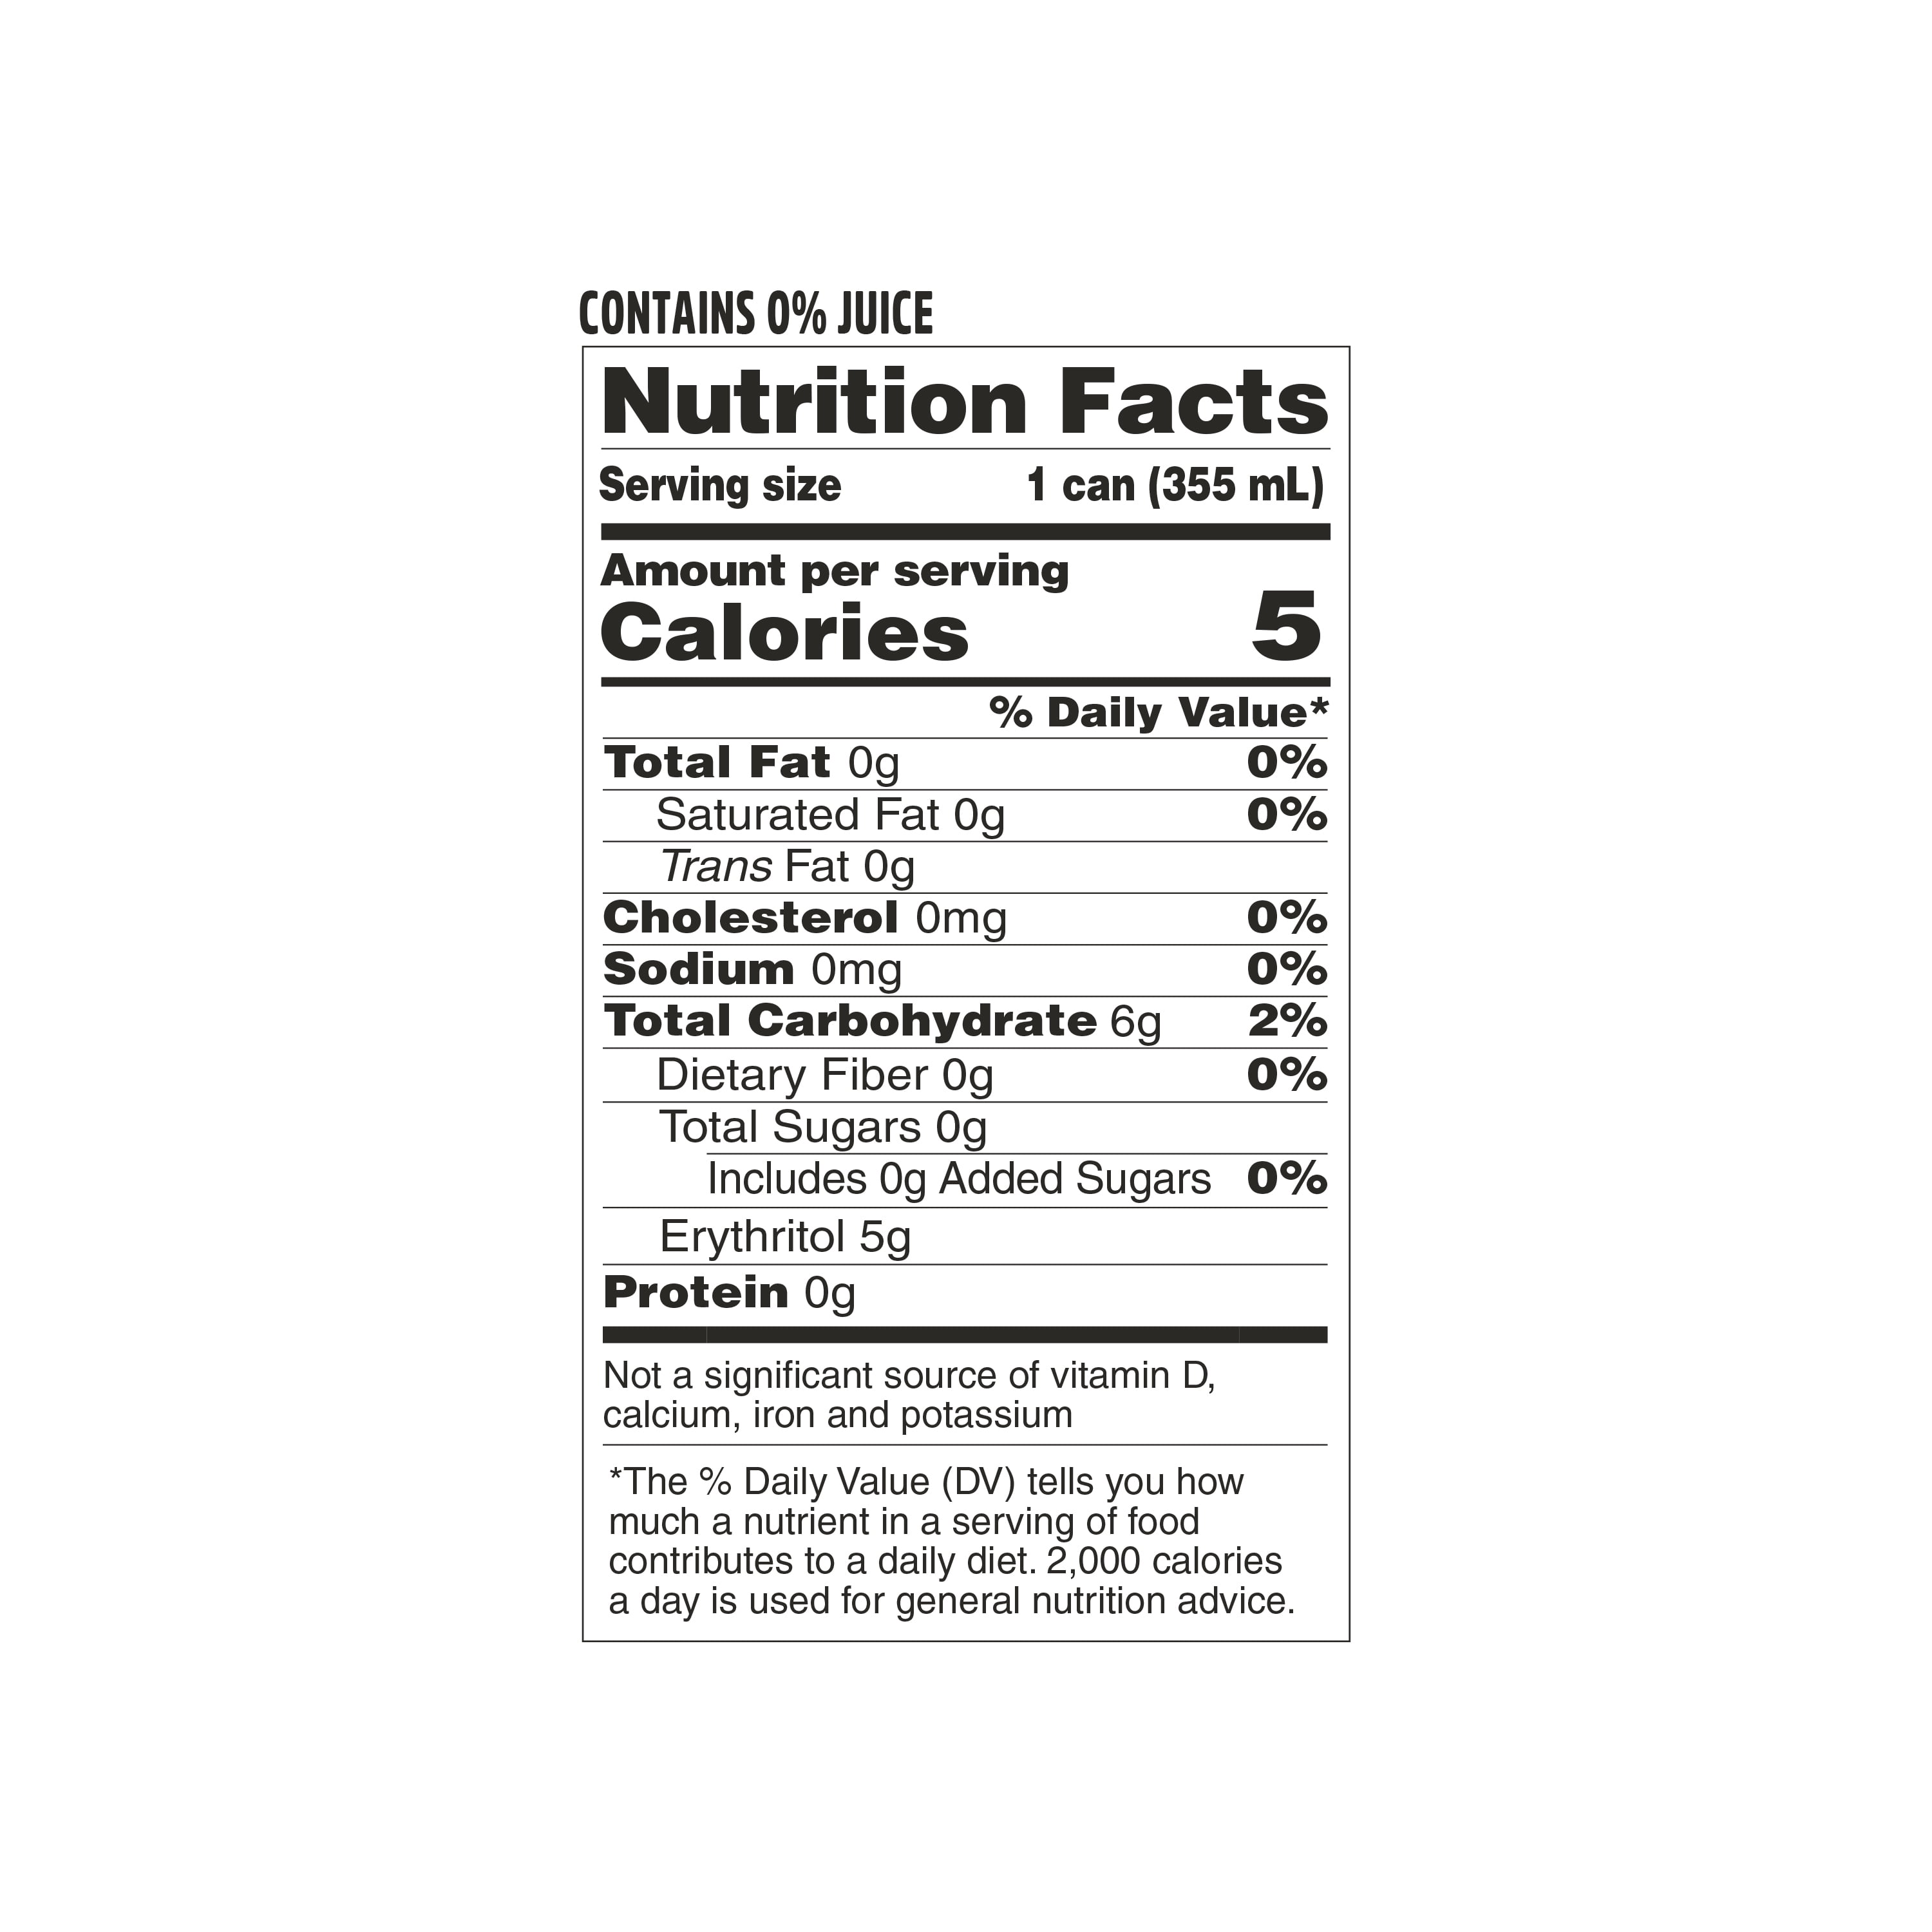 CONTAINS 0% JUICE
Nutrition Facts
Serving size 1 can (355 mL)
Amount per serving
Calories 5
% Daily Value*
Total Fat 0g 0%
Saturated Fat 0g 0%
Trans Fat 0g
Cholesterol 0mg 0%
Sodium 0mg 0%
Total Carbohydrate 6g 2%
Dietary Fiber 0g 0%
Total Sugars 0g
Includes 0g Added Sugars 0%
Erythritol 5g
Protein 0g
Not a significant source of vitamin D,
calcium, iron and potassium
*The % Daily Value (DV) tells you how
much a nutrient in a serving of food
contributes to a daily diet. 2,000 calories
a day is used for general nutrition advice.